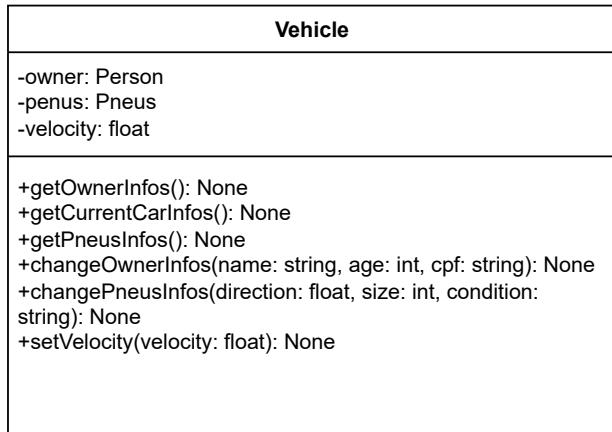 Vehicle
-owner: Person
-penus: Pneus
-velocity: float
+getOwnerInfos(): None
+getCurrentCarInfos(): None
+getPneusInfos(): None
+changeOwnerInfos(name: string, age: int, cpf: string): None
+changePneusInfos(direction: float, size: int, condition:
string): None
+setVelocity(velocity: float): None